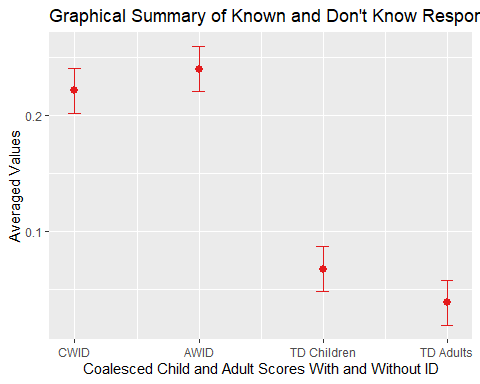 Graphical Summary of Known and Don't Know
Averaged Values
0.2
0.1
CWID AWID TD Children TD Adults
Coalesced Child and Adult Scores With and Without ID